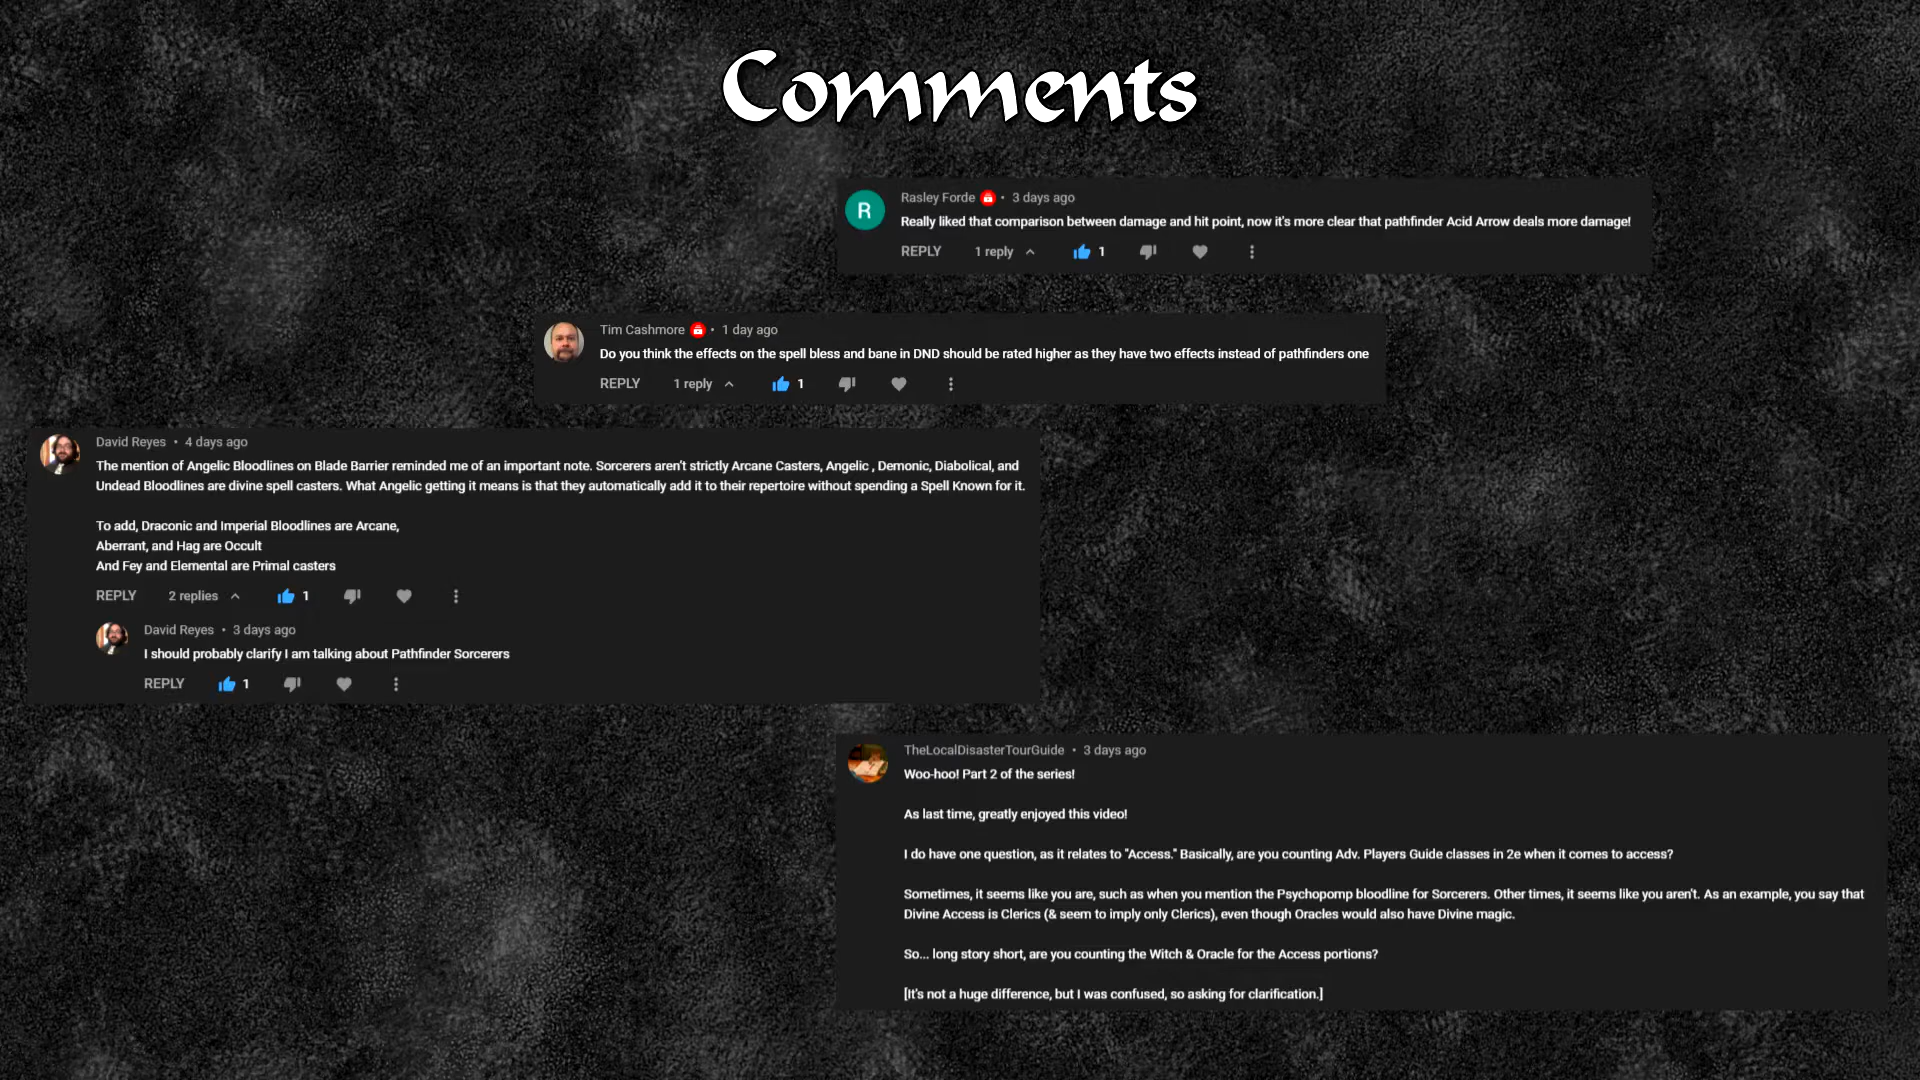 Comments
R
Rasley Forde • 3 days ago
Really liked that comparison between damage and hit point, now it's more clear that pathfinder Acid Arrow deals more damage!
REPLY 1 reply 1
Tim Cashmore • 1 day ago
Do you think the effects on the spell bless and bane in DND should be rated higher as they have two effects instead of pathfinders one
REPLY 1 reply 1
David Reyes • 4 days ago
The mention of Angelic Bloodlines on Blade Barrier reminded me of an important note. Sorcerers aren't strictly Arcane Casters, Angelic , Demonic, Diabolical, and
Undead Bloodlines are divine spell casters. What Angelic getting it means is that they automatically add it to their repertoire without spending a Spell Known for it.
To add, Draconic and Imperial Bloodlines are Arcane,
Aberrant, and Hag are Occult
And Fey and Elemental are Primal casters
REPLY 2 replies 1
David Reyes • 3 days ago
I should probably clarify I am talking about Pathfinder Sorcerers
REPLY 1
TheLocalDisasterTourGuide • 3 days ago
Woo-hoo! Part 2 of the series!
As last time, greatly enjoyed this video!
I do have one question, as it relates to "Access." Basically, are you counting Adv. Players Guide classes in 2e when it comes to access?
Sometimes, it seems like you are, such as when you mention the Psychopomp bloodline for Sorcerers. Other times, it seems like you aren't. As an example, you say that
Divine Access is Clerics (& seem to imply only Clerics), even though Oracles would also have Divine magic.
So... long story short, are you counting the Witch & Oracle for the Access portions?
[It's not a huge difference, but I was confused, so asking for clarification.]